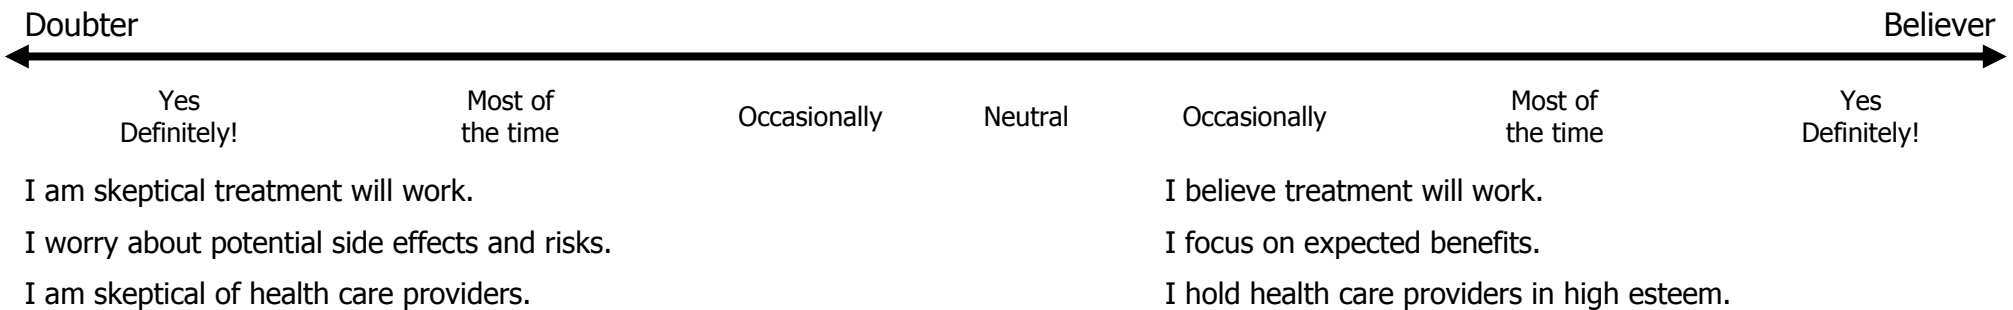 Doubter Believer
Yes Definitely! Most of the time Occasionally Neutral Occasionally Most of the time Yes Definitely!
I am skeptical treatment will work. I believe treatment will work.
I worry about potential side effects and risks. I focus on expected benefits.
I am skeptical of health care providers. I hold health care providers in high esteem.